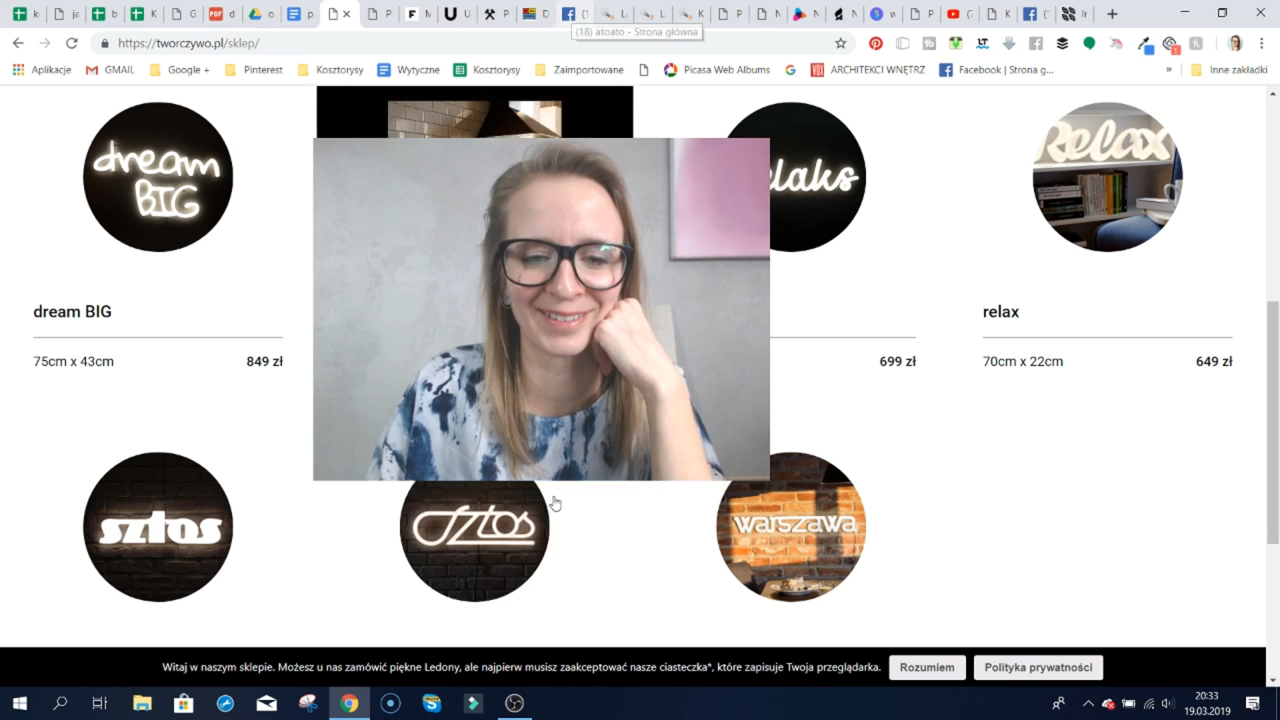 (18) atoato - Strona główna
https://tworczywo.pl/sklep/
Aplikacje GMAIL Google + Pinterest Kosztorysy Wytyczne Kosztorysy Zaimportowane Picasa Web Albums ARCHITEKCI WNĘTRZ Facebook | Strona g... » Inne zakładki
dream BIG
relaks
Relax
dream BIG
relax
75cm x 43cm 849 zł
699 zł
70cm x 22cm 649 zł
szłos
szłos
warszawa
Witaj w naszym sklepie. Możesz u nas zamówić piękne Ledony, ale najpierw musisz zaakceptować nasze ciasteczka*, które zapisuje Twoja przeglądarka.
Rozumiem
Polityka prywatności
20:33
19.03.2019